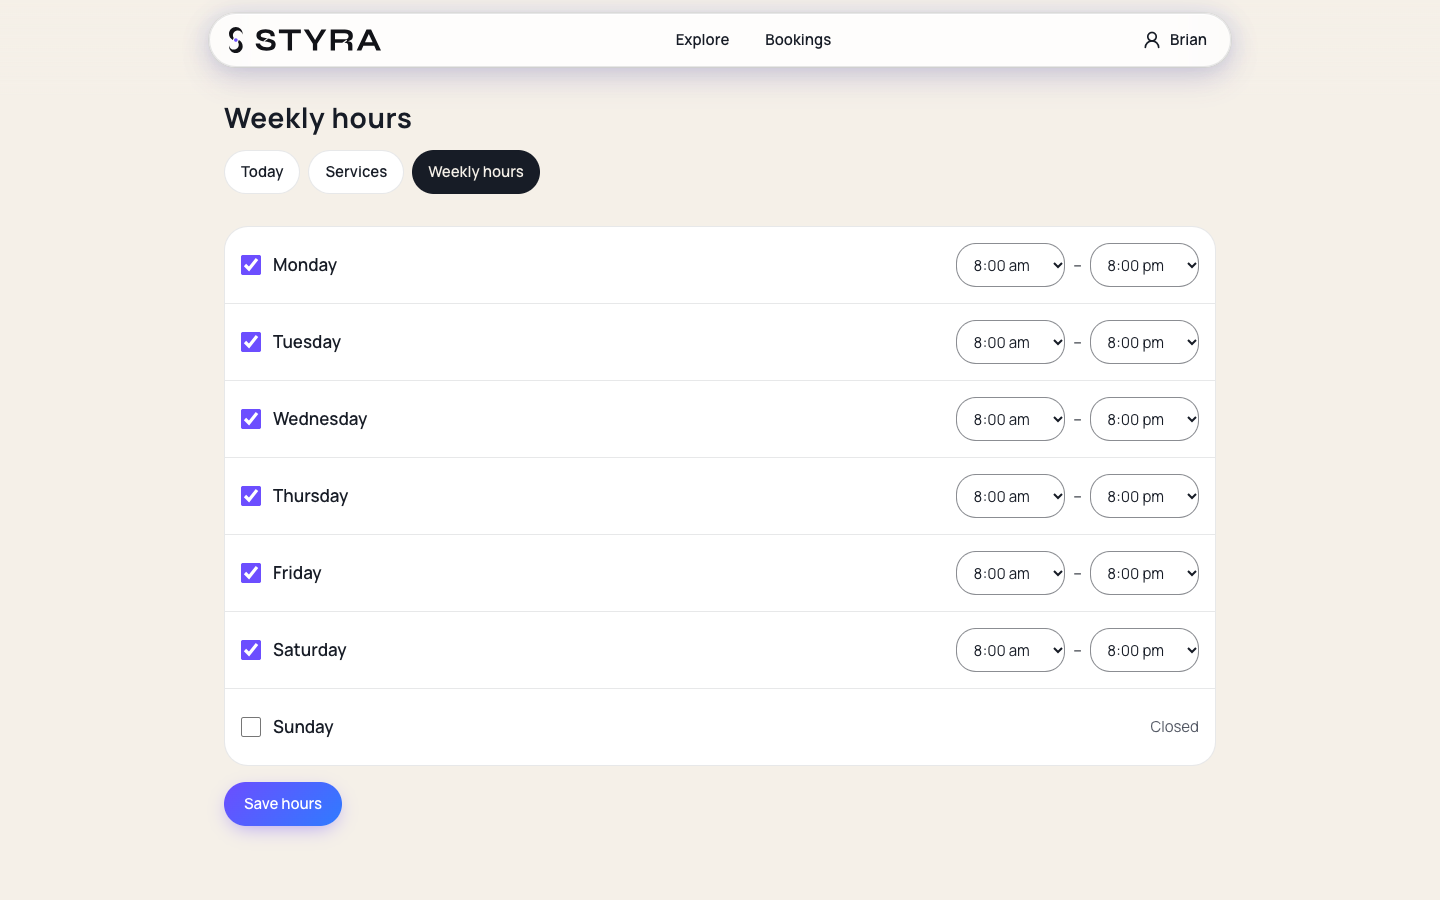 STYRA Explore Bookings Brian
Weekly hours
Today Services Weekly hours
Monday 8:00 am – 8:00 pm
Tuesday 8:00 am – 8:00 pm
Wednesday 8:00 am – 8:00 pm
Thursday 8:00 am – 8:00 pm
Friday 8:00 am – 8:00 pm
Saturday 8:00 am – 8:00 pm
Sunday Closed
Save hours